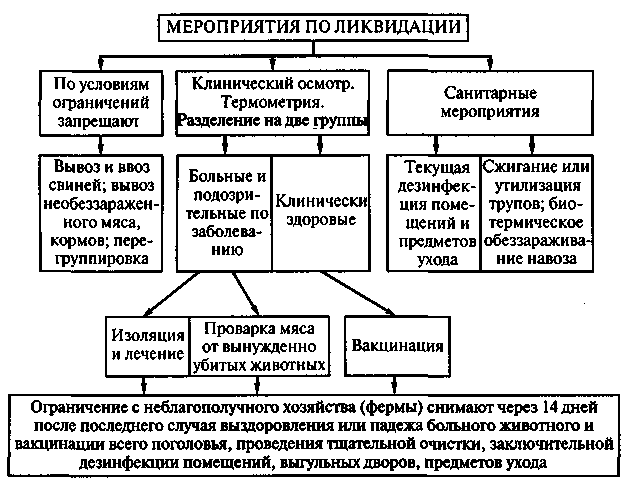 МЕРОПРИЯТИЯ ПО ЛИКВИДАЦИИ
По условиям
ограничений
запрещают
Клинический осмотр.
Термометрия.
Разделение на две группы
Санитарные
мероприятия
Вывоз и ввоз
свиней; вывоз
необеззаражен-
ного мяса,
кормов; пере-
группировка
Больные и
подозри-
тельные по
заболева-
нию
Клинически
здоровые
Текущая
дезинфек-
ция поме-
щений и
предметов
ухода
Сжигание или
утилизация
трупов; био-
термическое
обеззаражива-
ние навоза
Изоляция
и лечение
Проварка мяса
от вынужденно
убитых животных
Вакцинация
Ограничение с неблагополучного хозяйства (фермы) снимают через 14 дней
после последнего случая выздоровления или падежа больного животного и
вакцинации всего поголовья, проведения тщательной очистки, заключительной
дезинфекции помещений, выгульных дворов, предметов ухода